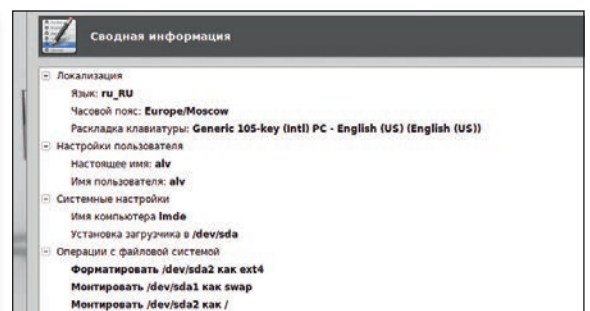 Сводная информация
Локализация
Язык: ru_RU
Часовой пояс: Europe/Moscow
Раскладка клавиатуры: Generic 105-key (Intl) PC - English (US) (English (US))
Настройки пользователя
Настоящее имя: alv
Имя пользователя: alv
Системные настройки
Имя компьютера lmde
Установка загрузчика в /dev/sda
Операции с файловой системой
Форматировать /dev/sda2 как ext4
Монтировать /dev/sda1 как swap
Монтировать /dev/sda2 как /